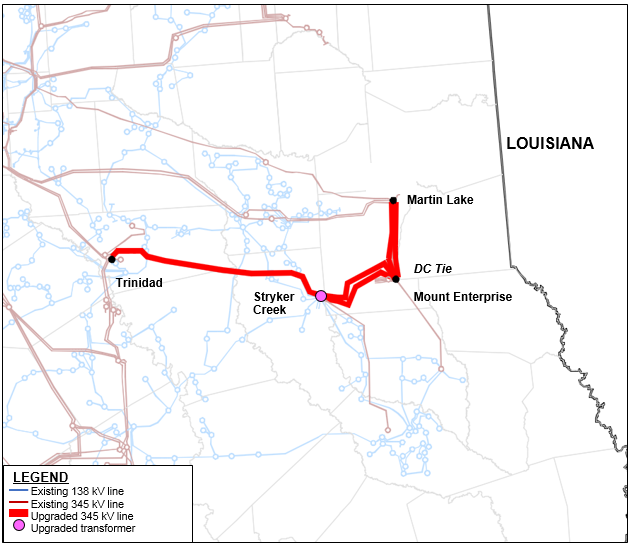 LOUISIANA
Martin Lake
DC Tie
Trinidad
Stryker
Creek
Mount Enterprise
LEGEND
Existing 138 kV line
Existing 345 kV line
Upgraded 345 kV line
Upgraded transformer